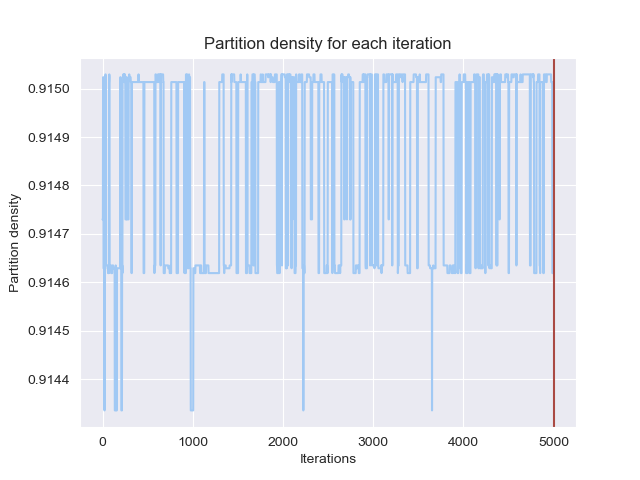 Partition density for each iteration
0.9150
0.9149
0.9148
0.9147
0.9146
0.9145
0.9144
Partition density
0 1000 2000 3000 4000 5000
Iterations